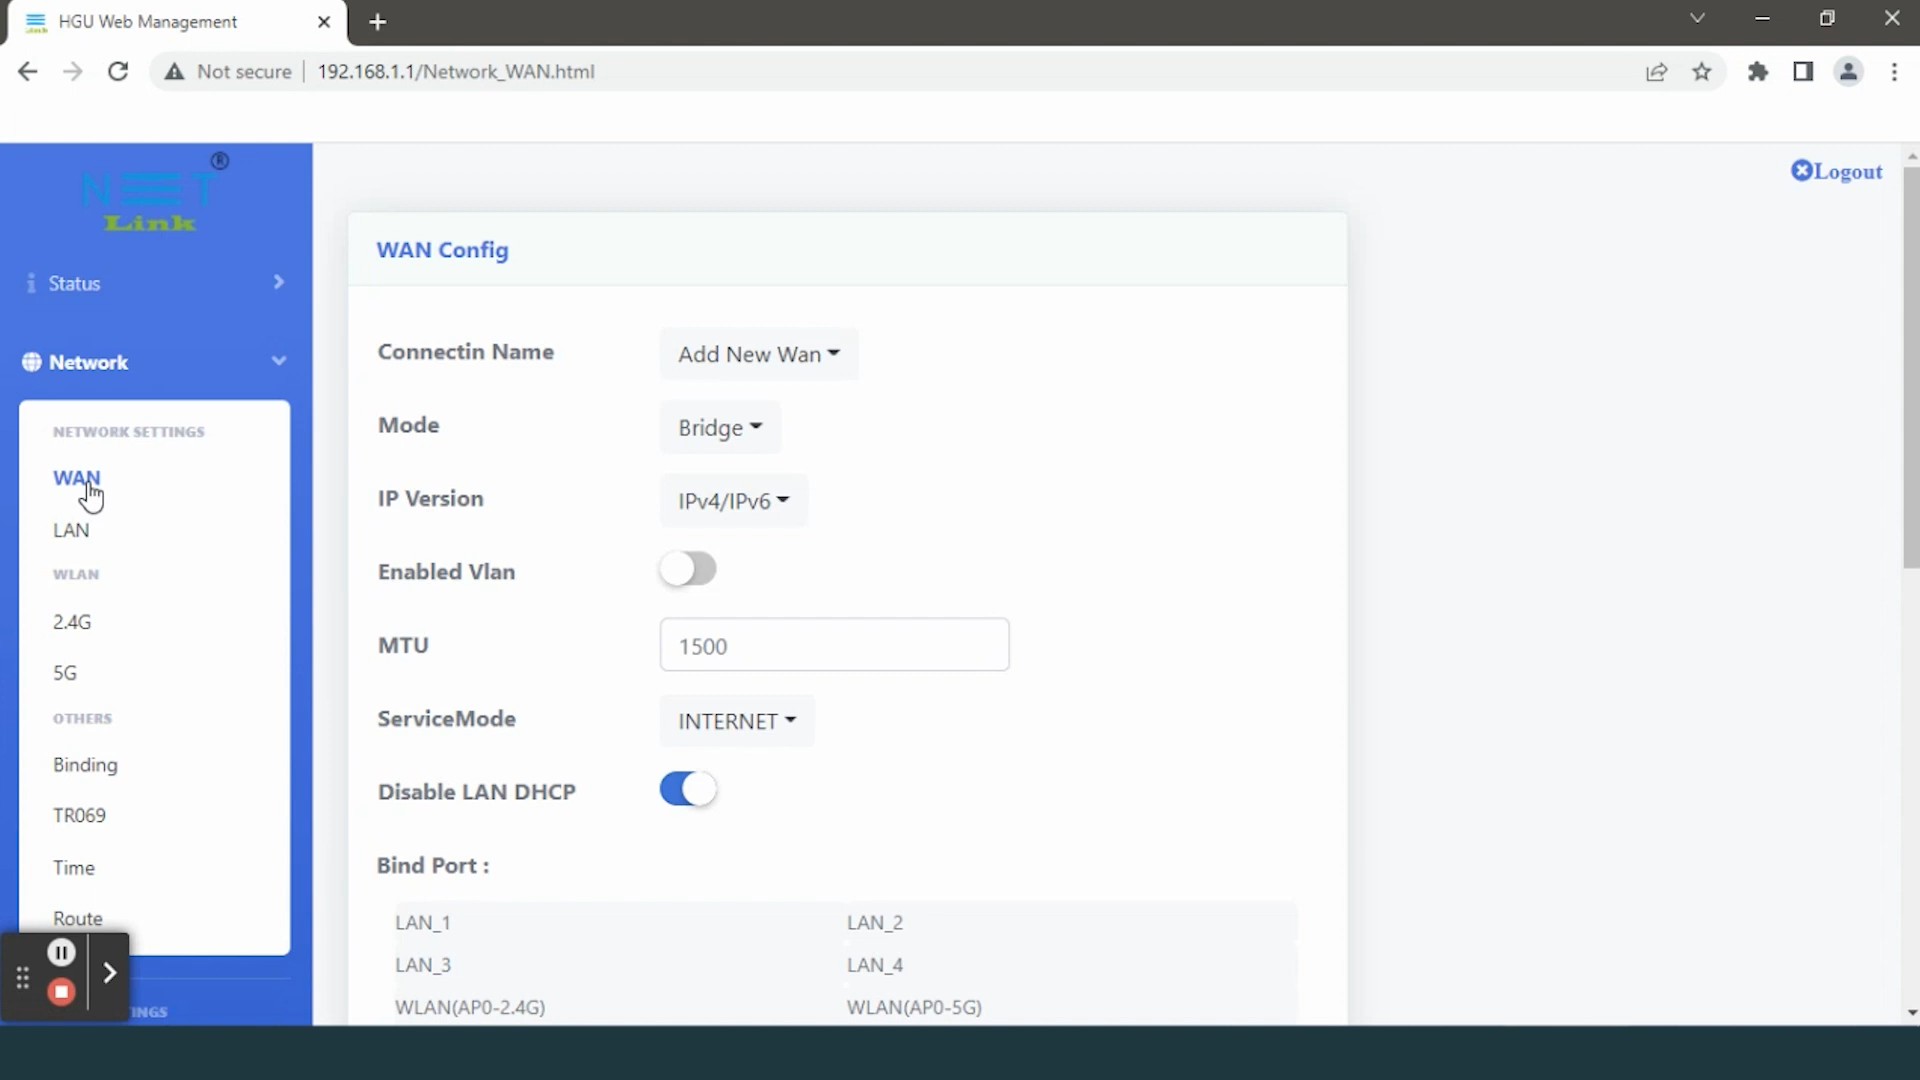 HGU Web Management
Not secure
192.168.1.1/Network_WAN.html
N T ®
Link
Logout
Status
Network
NETWORK SETTINGS
WAN
LAN
WLAN
2.4G
5G
OTHERS
Binding
TR069
Time
Route
INGS
WAN Config
Connectin Name
Add New Wan
Mode
Bridge
IP Version
IPv4/IPv6
Enabled Vlan
MTU
1500
ServiceMode
INTERNET
Disable LAN DHCP
Bind Port :
LAN_1
LAN_2
LAN_3
LAN_4
WLAN(AP0-2.4G)
WLAN(AP0-5G)